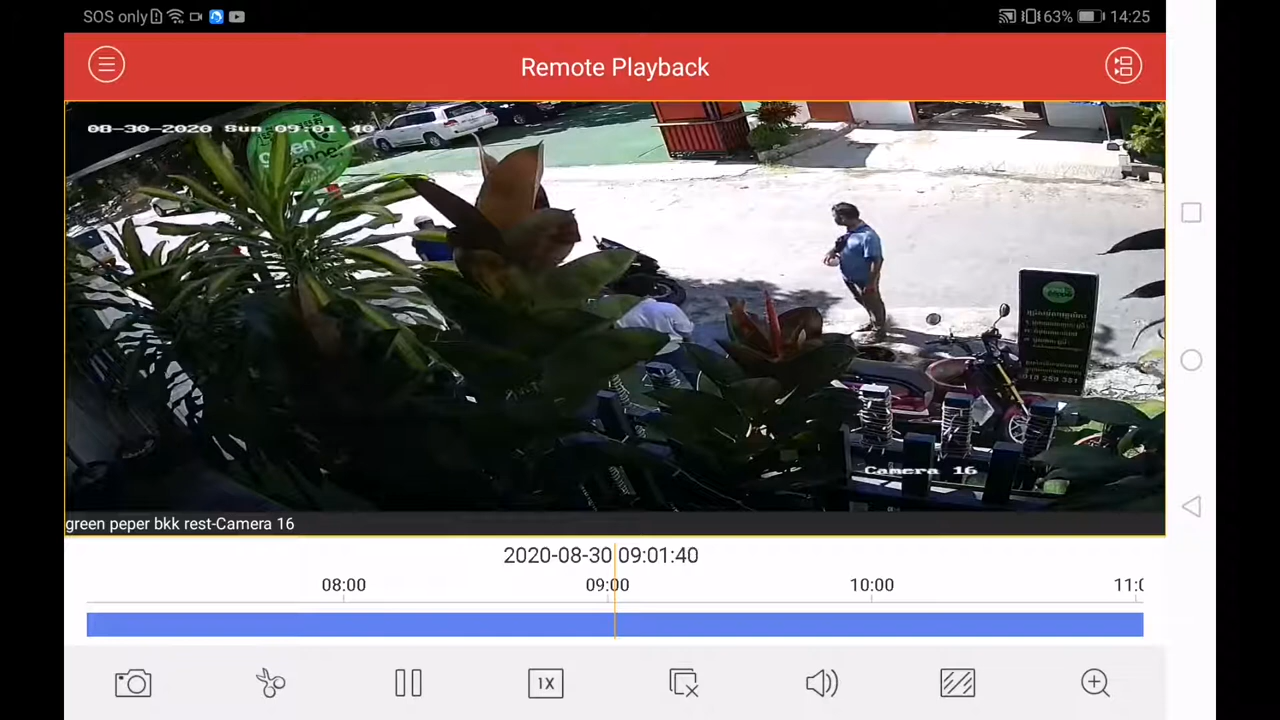 SOS only
63%
14:25
Remote Playback
08-30-2020 Sun 09:01:40
green
Camera 16
green peper bkk rest-Camera 16
2020-08-30 09:01:40
08:00
09:00
10:00
1X